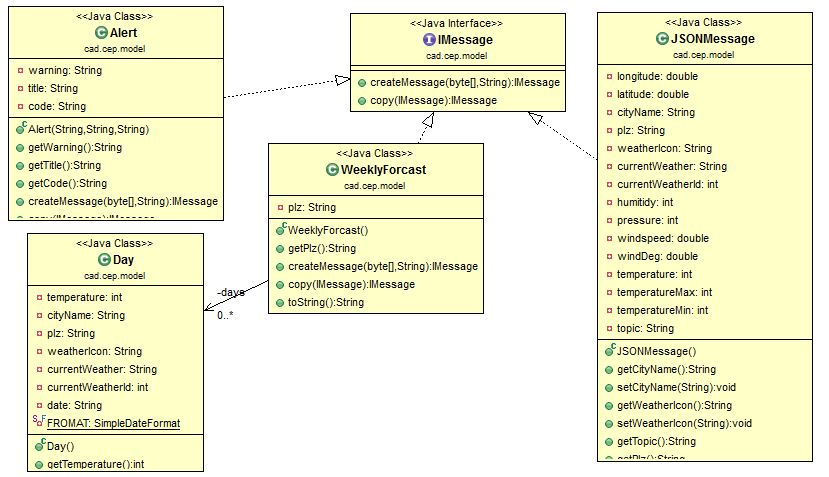 <<Java Class>>
Alert
cad.cep.model
warning: String
title: String
code: String
Alert(String,String,String)
getWarning():String
getTitle():String
getCode():String
createMessage(byte[],String):IMessage
copy(IMessage):IMessage
<<Java Interface>>
IMessage
cad.cep.model
createMessage(byte[],String):IMessage
copy(IMessage):IMessage
<<Java Class>>
JSONMessage
cad.cep.model
longitude: double
latitude: double
cityName: String
plz: String
weatherIcon: String
currentWeather: String
currentWeatherId: int
humitidy: int
pressure: int
windspeed: double
windDeg: double
temperature: int
temperatureMax: int
temperatureMin: int
topic: String
JSONMessage()
getCityName():String
setCityName(String):void
getWeatherIcon():String
setWeatherIcon(String):void
getTopic():String
getPlz():String
<<Java Class>>
WeeklyForcast
cad.cep.model
plz: String
WeeklyForcast()
getPlz():String
createMessage(byte[],String):IMessage
copy(IMessage):IMessage
toString():String
-days
0..*
<<Java Class>>
Day
cad.cep.model
temperature: int
cityName: String
plz: String
weatherIcon: String
currentWeather: String
currentWeatherId: int
date: String
FROMAT: SimpleDateFormat
Day()
getTemperature():int